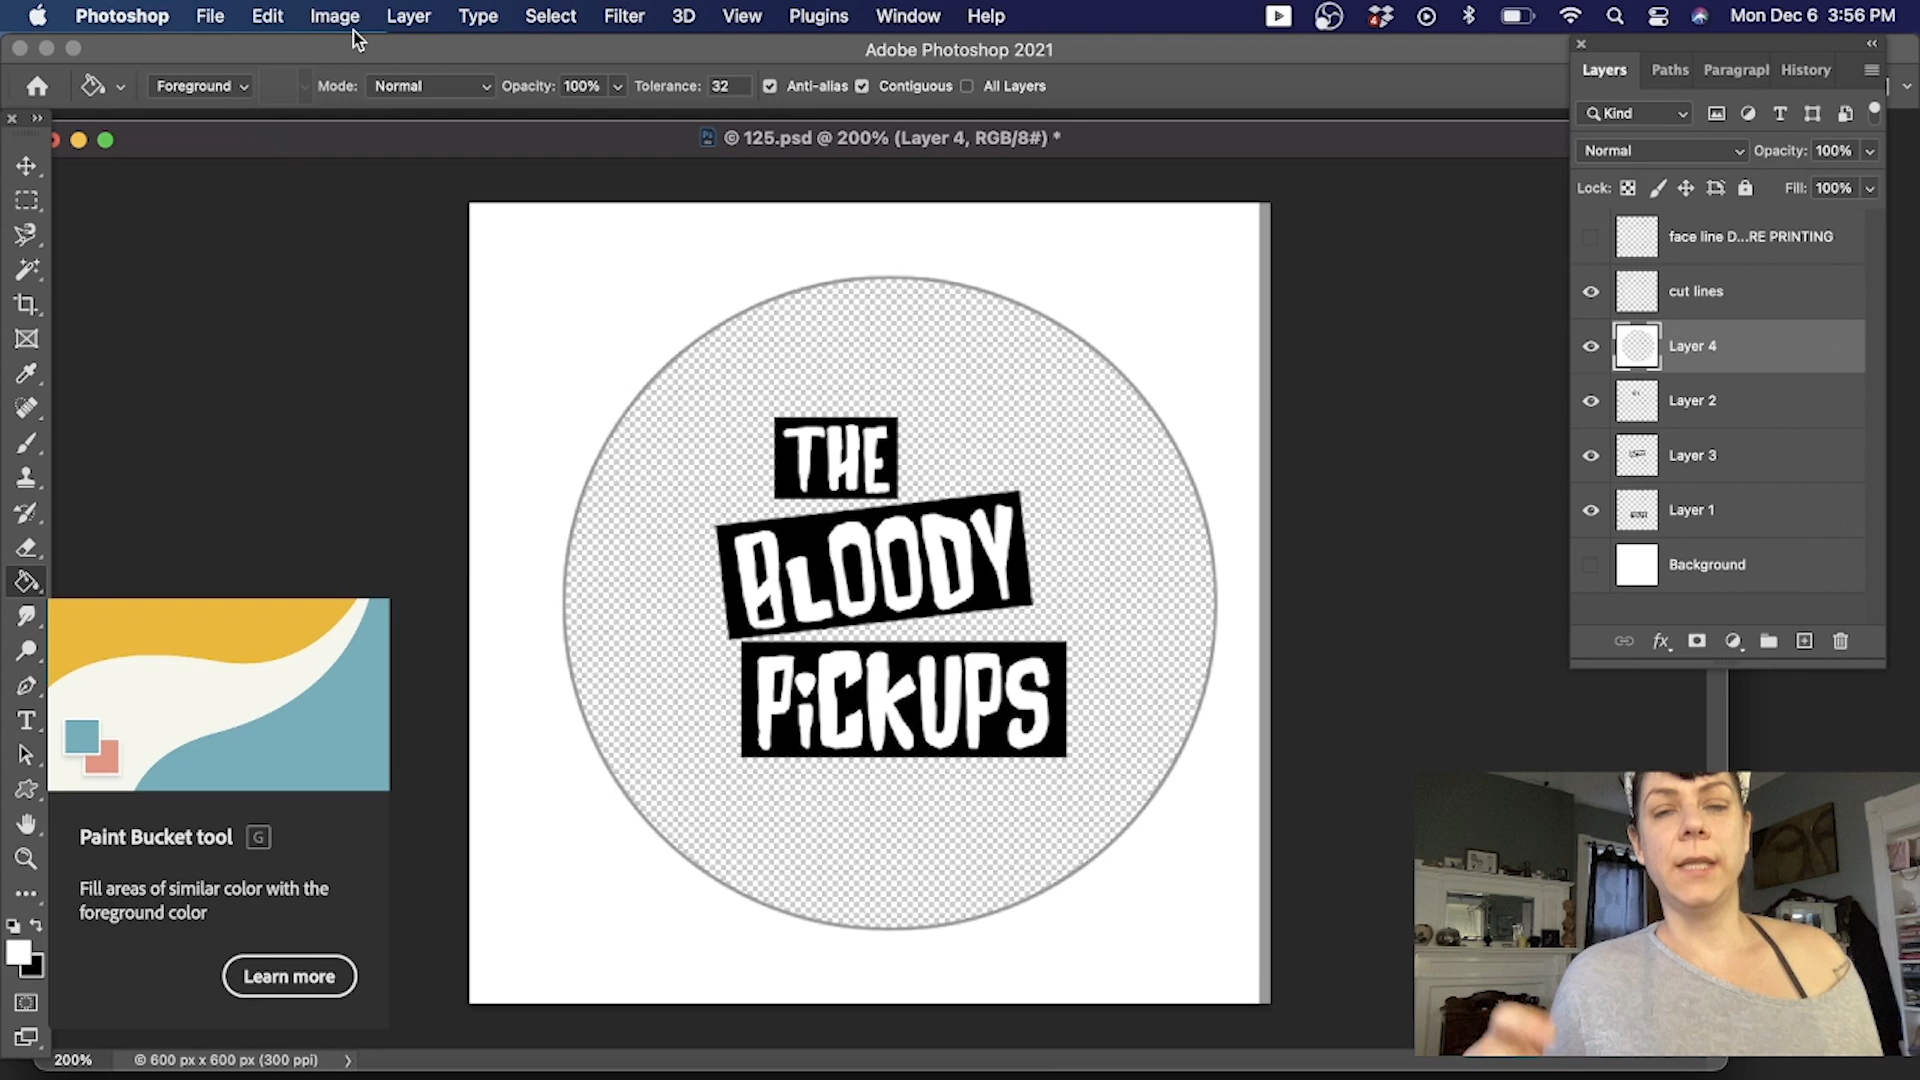 Photoshop File Edit Image Layer Type Select Filter 3D View Plugins Window Help 4 Mon Dec 6 3:56 PM
Adobe Photoshop 2021
Foreground Mode: Normal Opacity: 100% Tolerance: 32 Anti-alias Contiguous All Layers
Ps © 125.psd @ 200% (Layer 4, RGB/8#) *
Layers Paths Paragraph History
Kind
Normal Opacity: 100%
Lock: Fill: 100%
face line D...RE PRINTING
cut lines
Layer 4
Layer 2
Layer 3
Layer 1
Background
fx
THE
BLOODY
PiCKUPS
Paint Bucket tool G
Fill areas of similar color with the
foreground color
Learn more
200% © 600 px x 600 px (300 ppi)